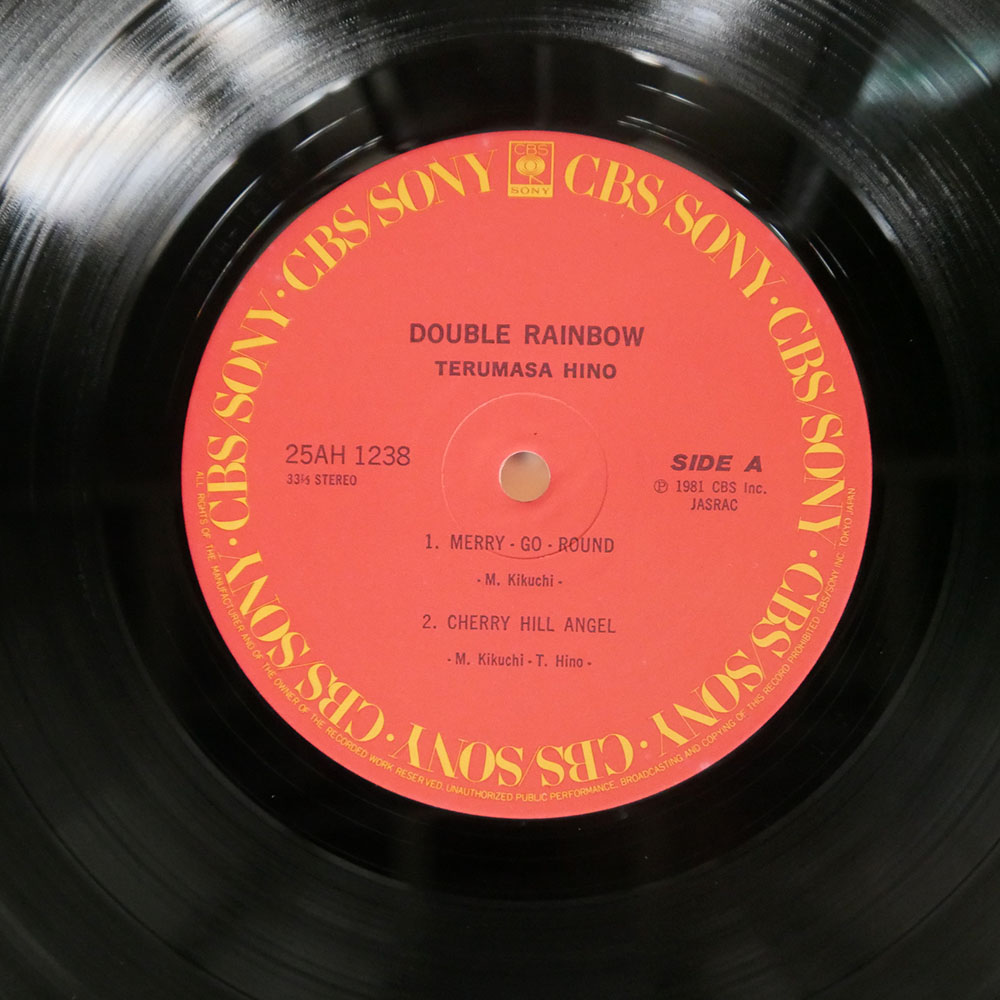 CBS
SONY
CBS/SONY · CBS/SONY · CBS/SONY · CBS/SONY · CBS/SONY · CBS/SONY · CBS/SONY · CBS/SONY
DOUBLE RAINBOW
TERUMASA HINO
25AH 1238
33⅓ STEREO
SIDE A
Ⓟ 1981 CBS Inc.
JASRAC
1. MERRY - GO - ROUND
- M. Kikuchi -
2. CHERRY HILL ANGEL
- M. Kikuchi - T. Hino -
ALL RIGHTS OF THE MANUFACTURER AND OF THE OWNER OF THE RECORDED WORK RESERVED. UNAUTHORIZED PUBLIC PERFORMANCE, BROADCASTING AND COPYING OF THIS RECORD PROHIBITED CBS/SONY INC. TOKYO JAPAN